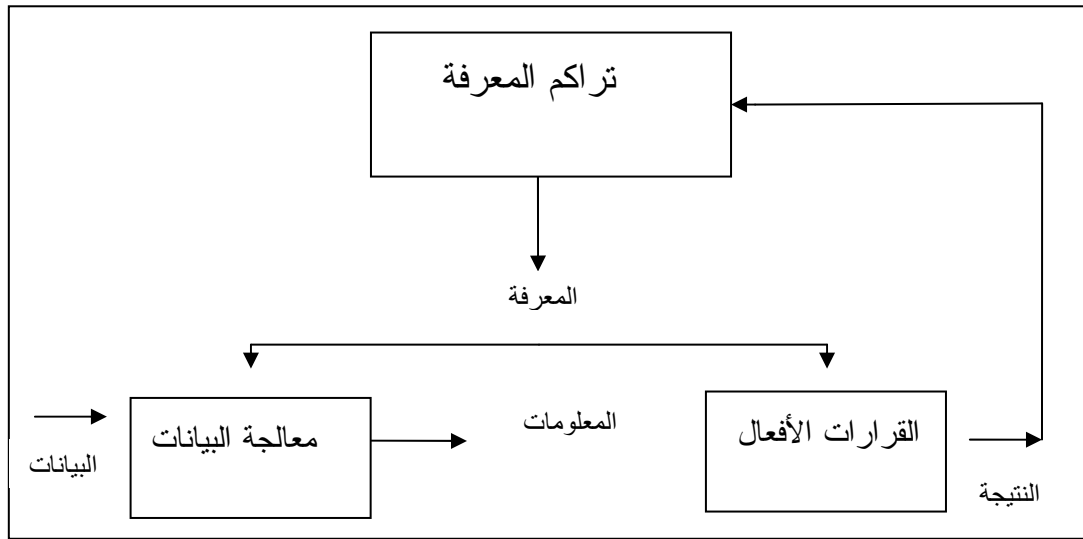 تراكم المعرفة
المعرفة
القرارات الأفعال
المعلومات
معالجة البيانات
البيانات
النتيجة